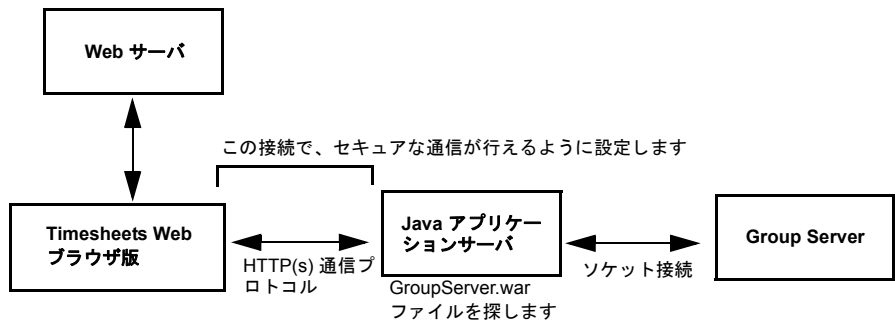 Web サーバ
この接続で、セキュアな通信が行えるように設定します
Timesheets Web
ブラウザ版
HTTP(s) 通信プ
ロトコル
Java アプリケー
ションサーバ
GroupServer.war
ファイルを探します
ソケット接続
Group Server